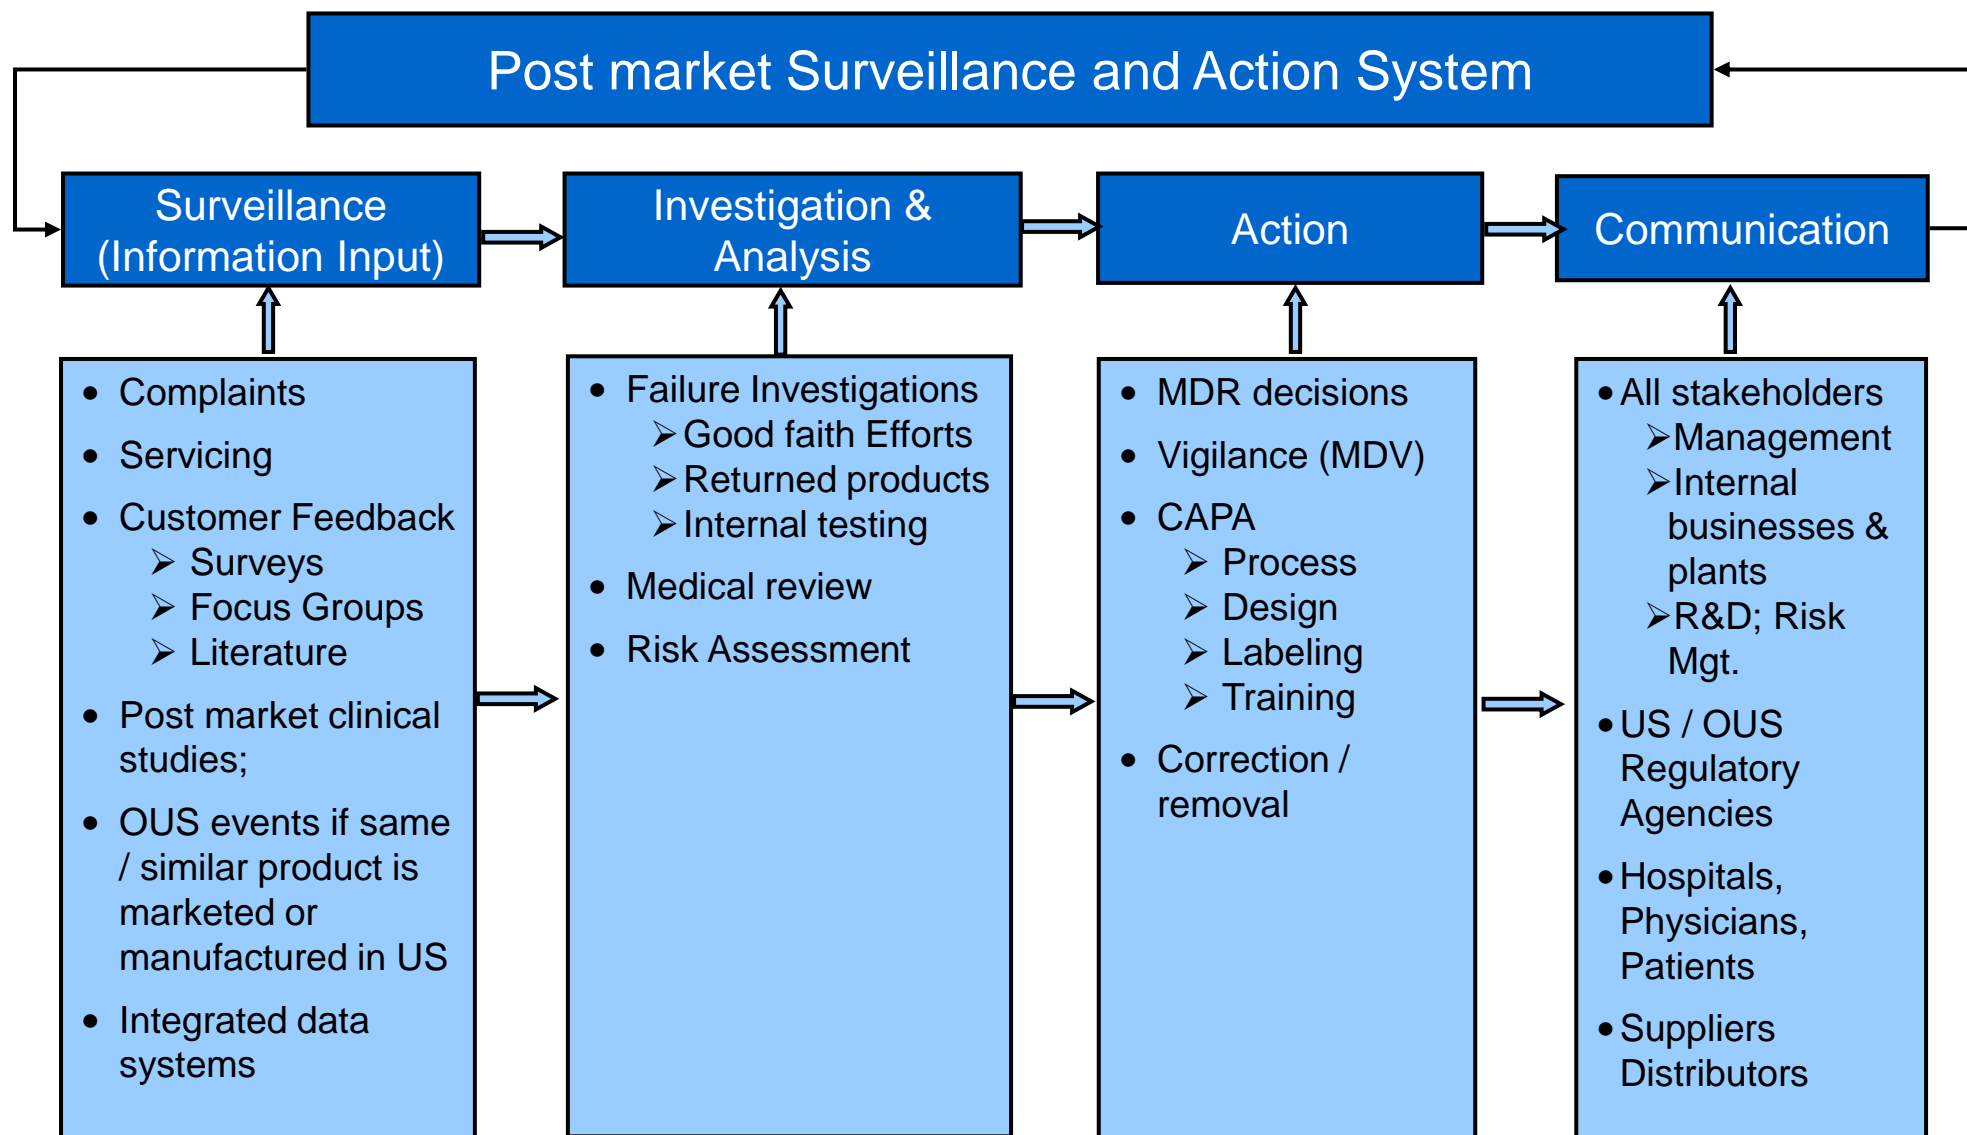 Post market Surveillance and Action System
Surveillance
(Information Input)
Investigation &
Analysis
Action
Communication
• Complaints
• Servicing
• Customer Feedback
➢ Surveys
➢ Focus Groups
➢ Literature
• Post market clinical
studies;
• OUS events if same
/ similar product is
marketed or
manufactured in US
• Integrated data
systems
• Failure Investigations
➢ Good faith Efforts
➢ Returned products
➢ Internal testing
• Medical review
• Risk Assessment
• MDR decisions
• Vigilance (MDV)
• CAPA
➢ Process
➢ Design
➢ Labeling
➢ Training
• Correction /
removal
• All stakeholders
➢ Management
➢ Internal
businesses &
plants
➢ R&D; Risk
Mgt.
• US / OUS
Regulatory
Agencies
• Hospitals,
Physicians,
Patients
• Suppliers
Distributors